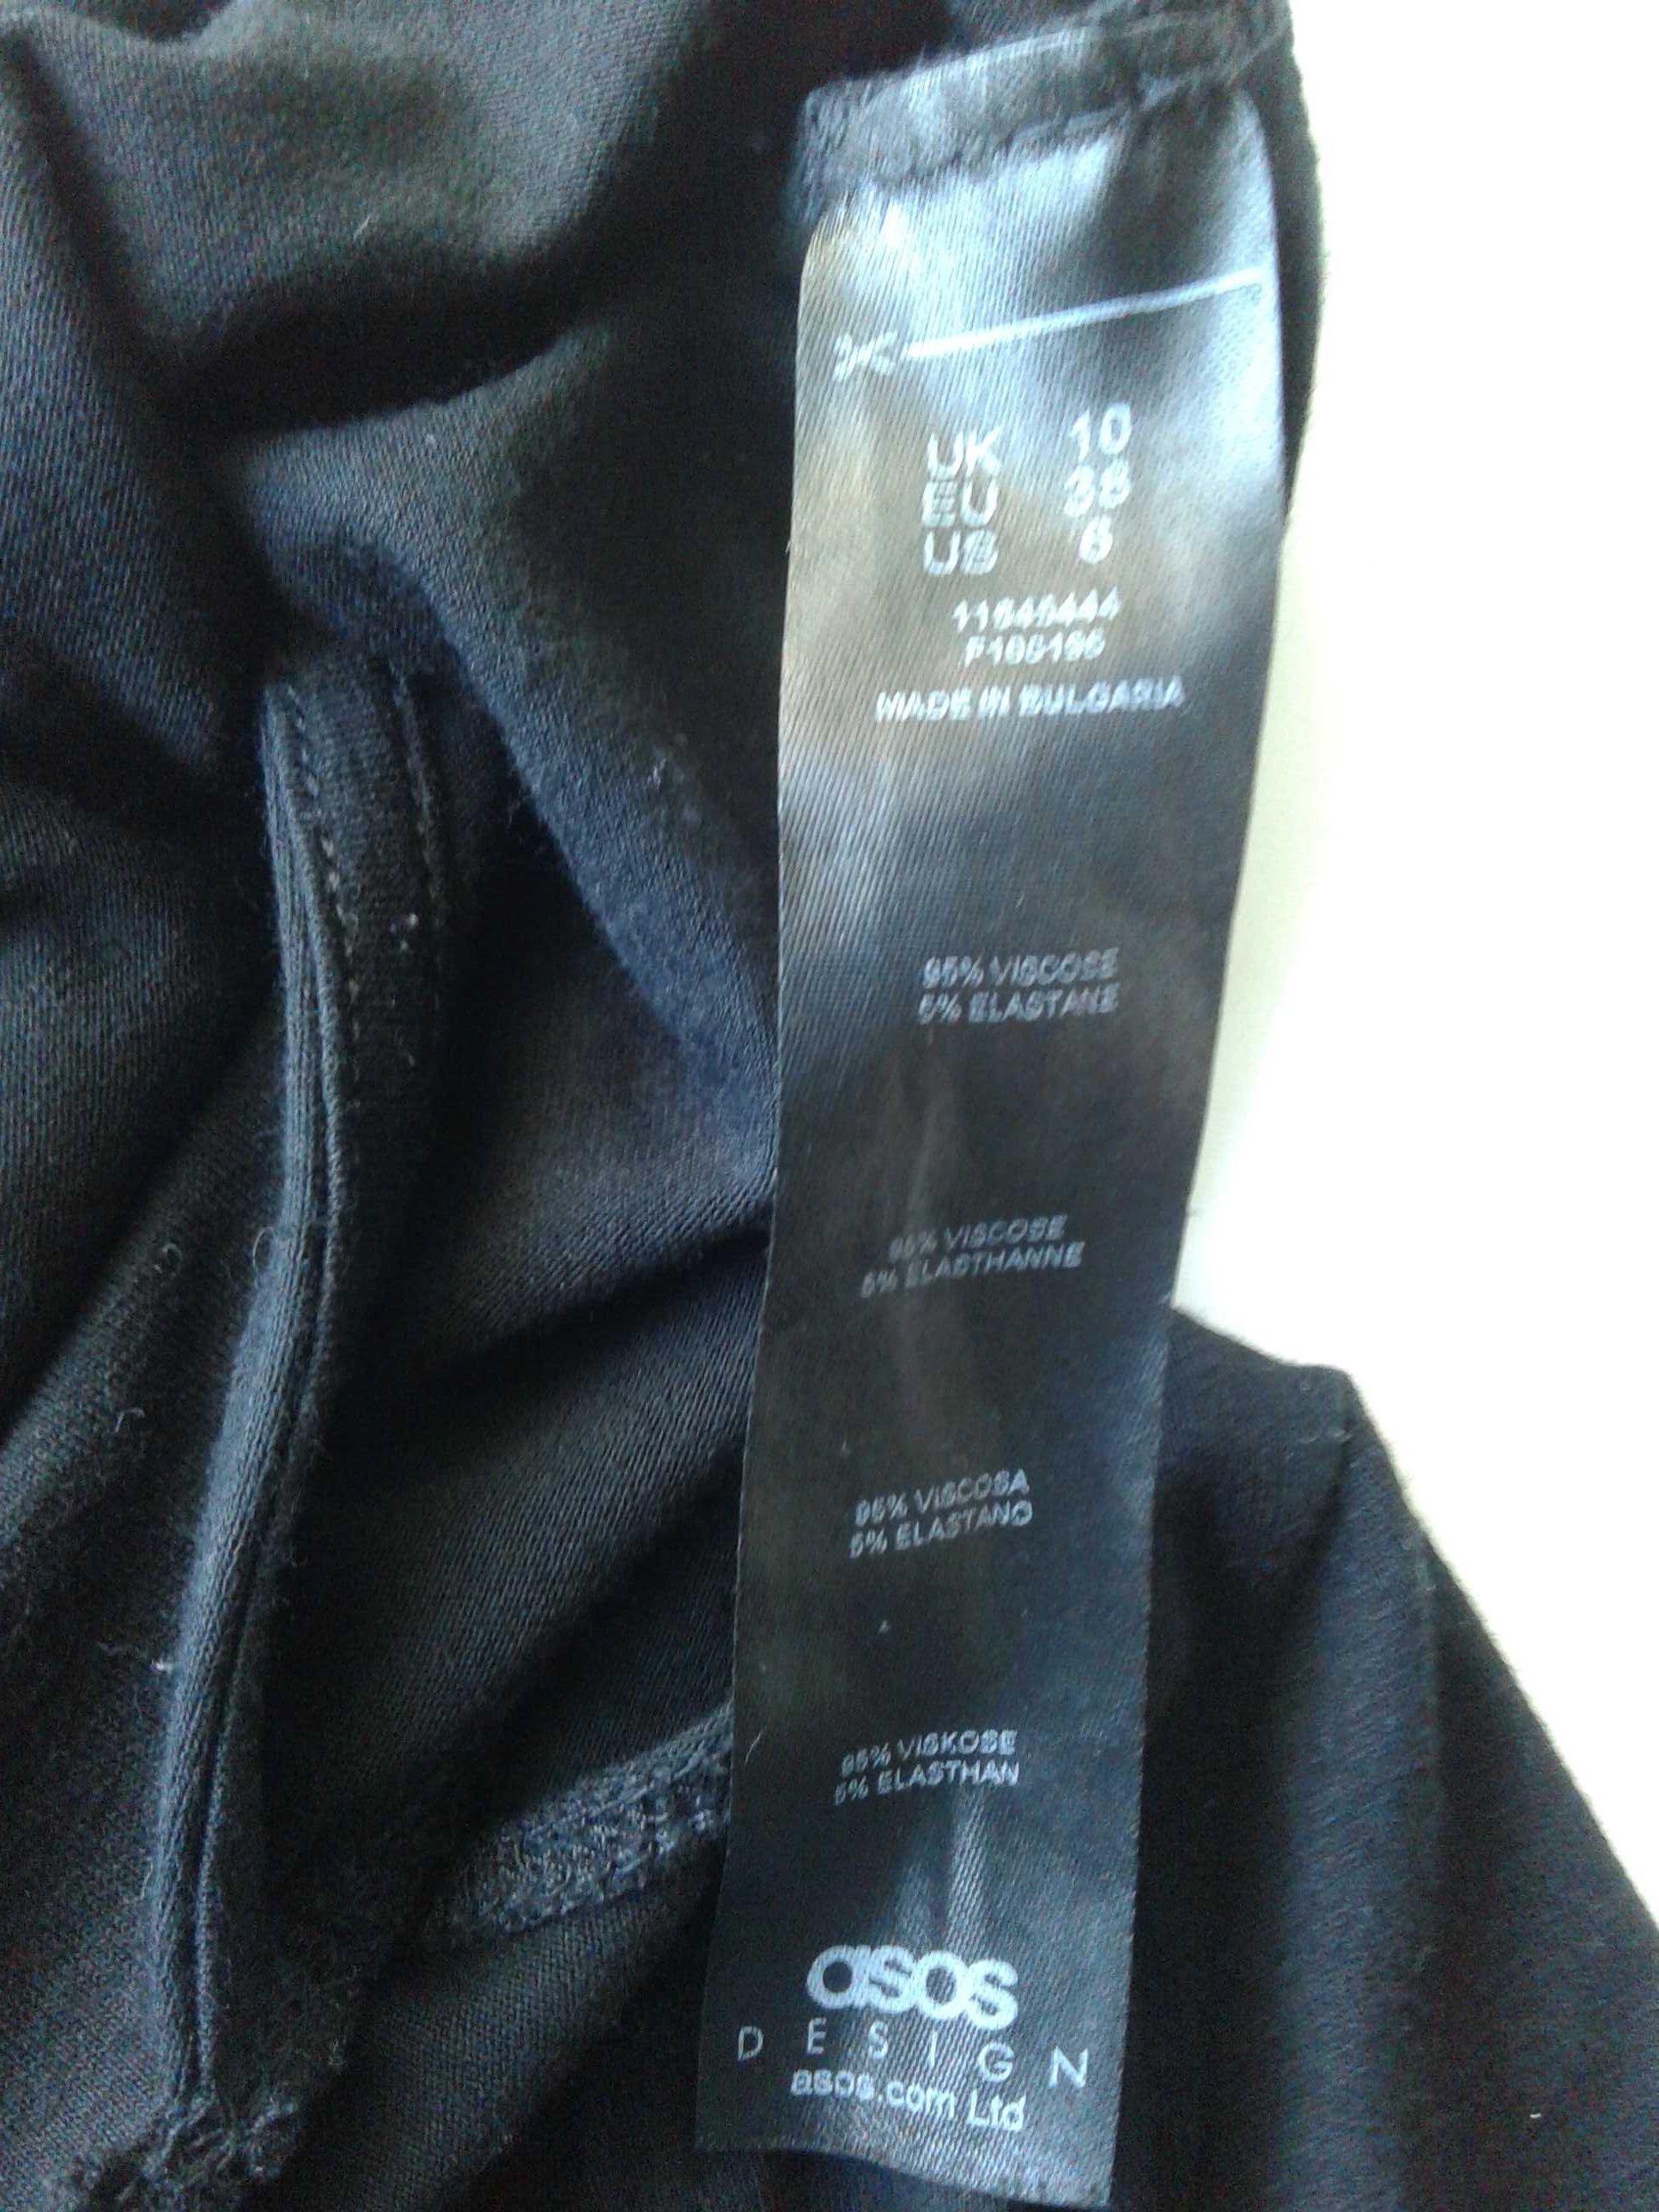 UK 10
EU 38
US 6
MADE IN BULGARIA
95% VISCOSE
5% ELASTANE
95% VISCOSE
5% ELASTHANNE
95% VISCOSA
5% ELASTANO
95% VISKOSE
5% ELASTHAN
asos
DESIGN
asos.com Ltd